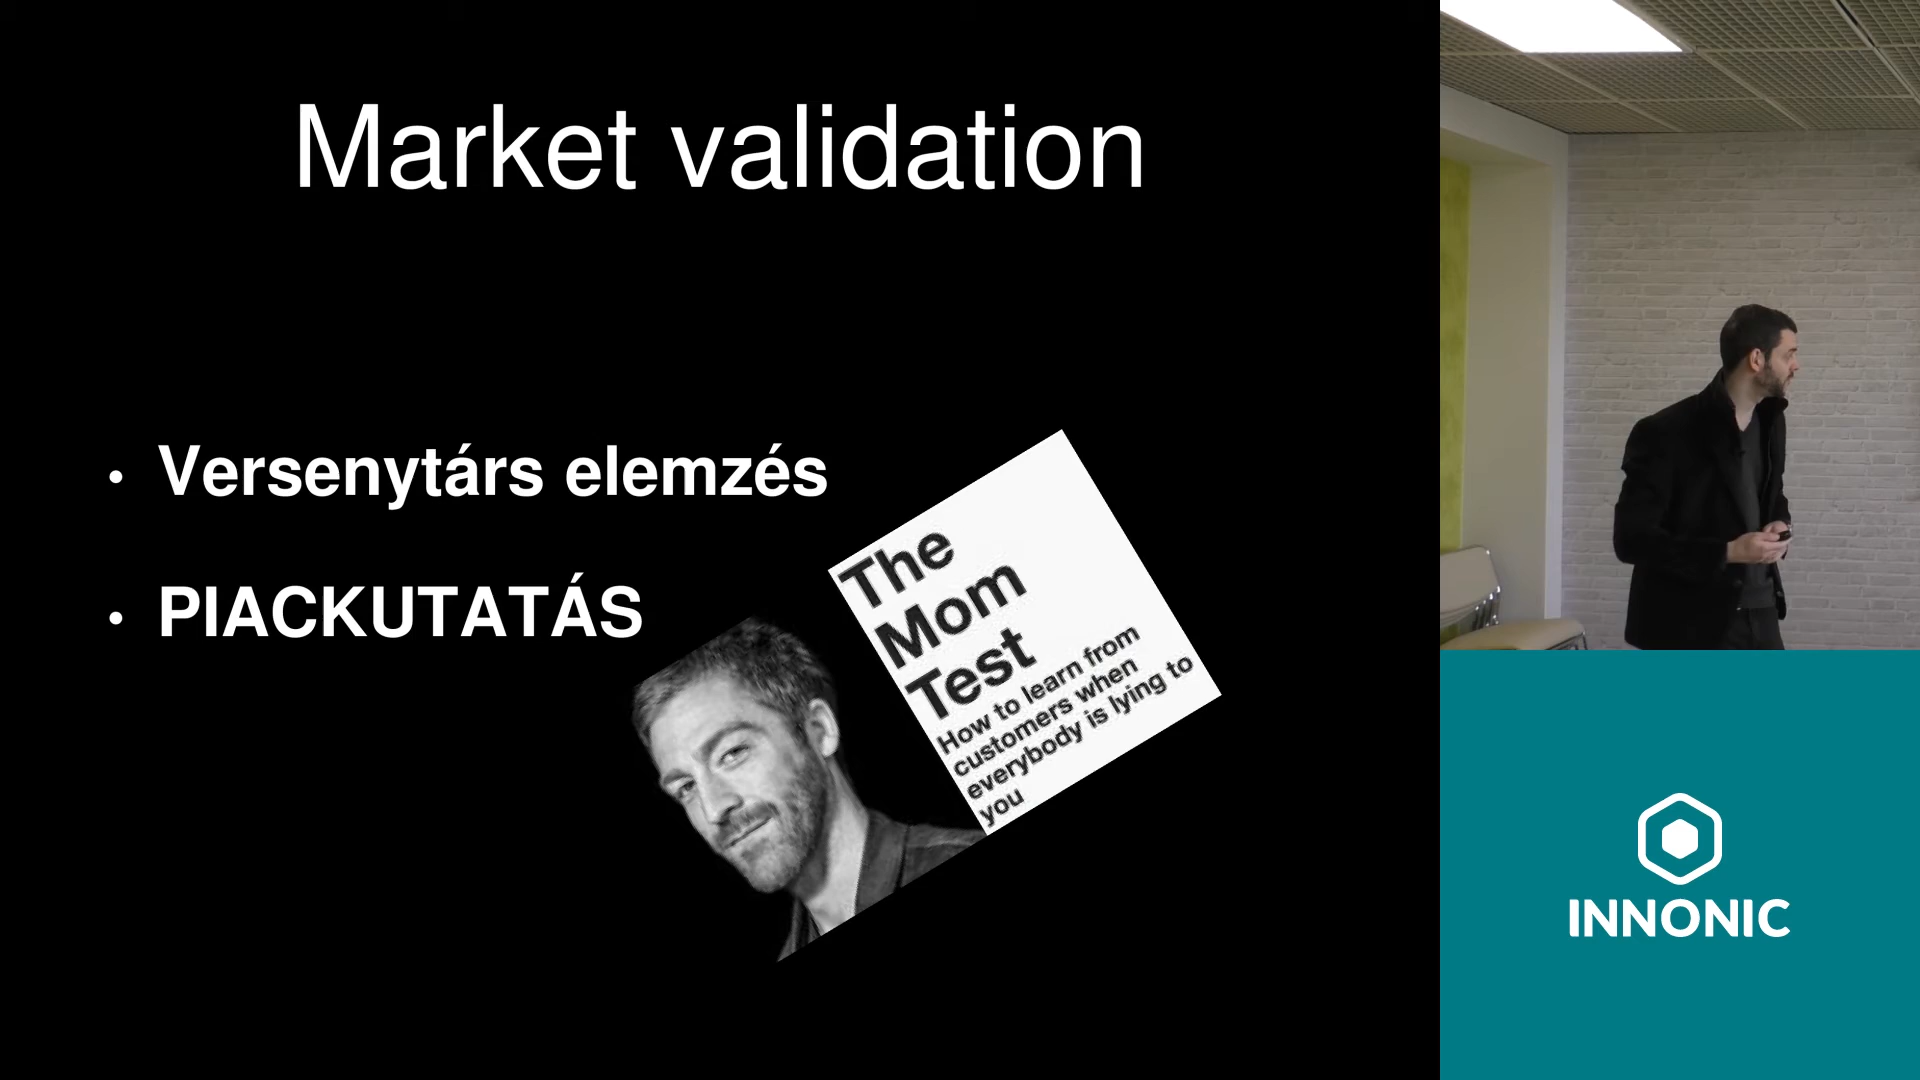 Market validation
• Versenytárs elemzés
• PIACKUTATÁS
The
Mom
Test
How to learn from
customers when
everybody is lying to
you
INNONIC